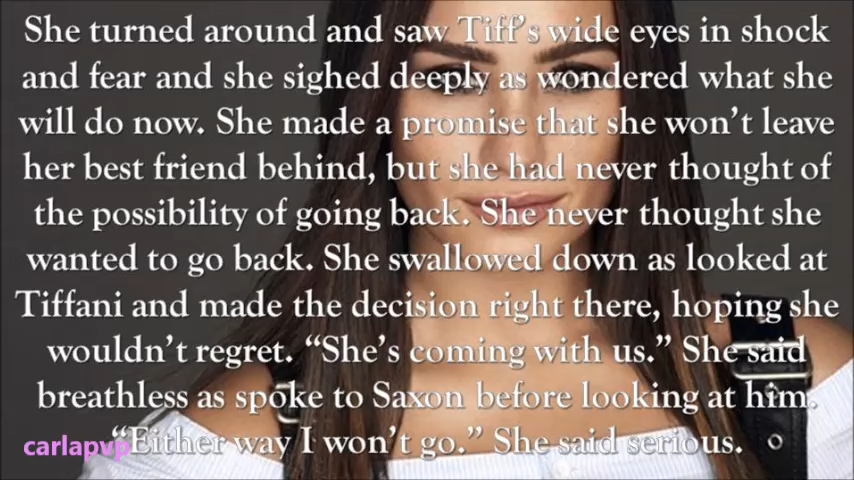 She turned around and saw Tiff's wide eyes in shock
and fear and she sighed deeply as wondered what she
will do now. She made a promise that she won't leave
her best friend behind, but she had never thought of
the possibility of going back. She never thought she
wanted to go back. She swallowed down as looked at
Tiffani and made the decision right there, hoping she
wouldn't regret. “She's coming with us.” She said
breathless as spoke to Saxon before looking at him.
“Either way I won't go.” She said serious.
carlapvp